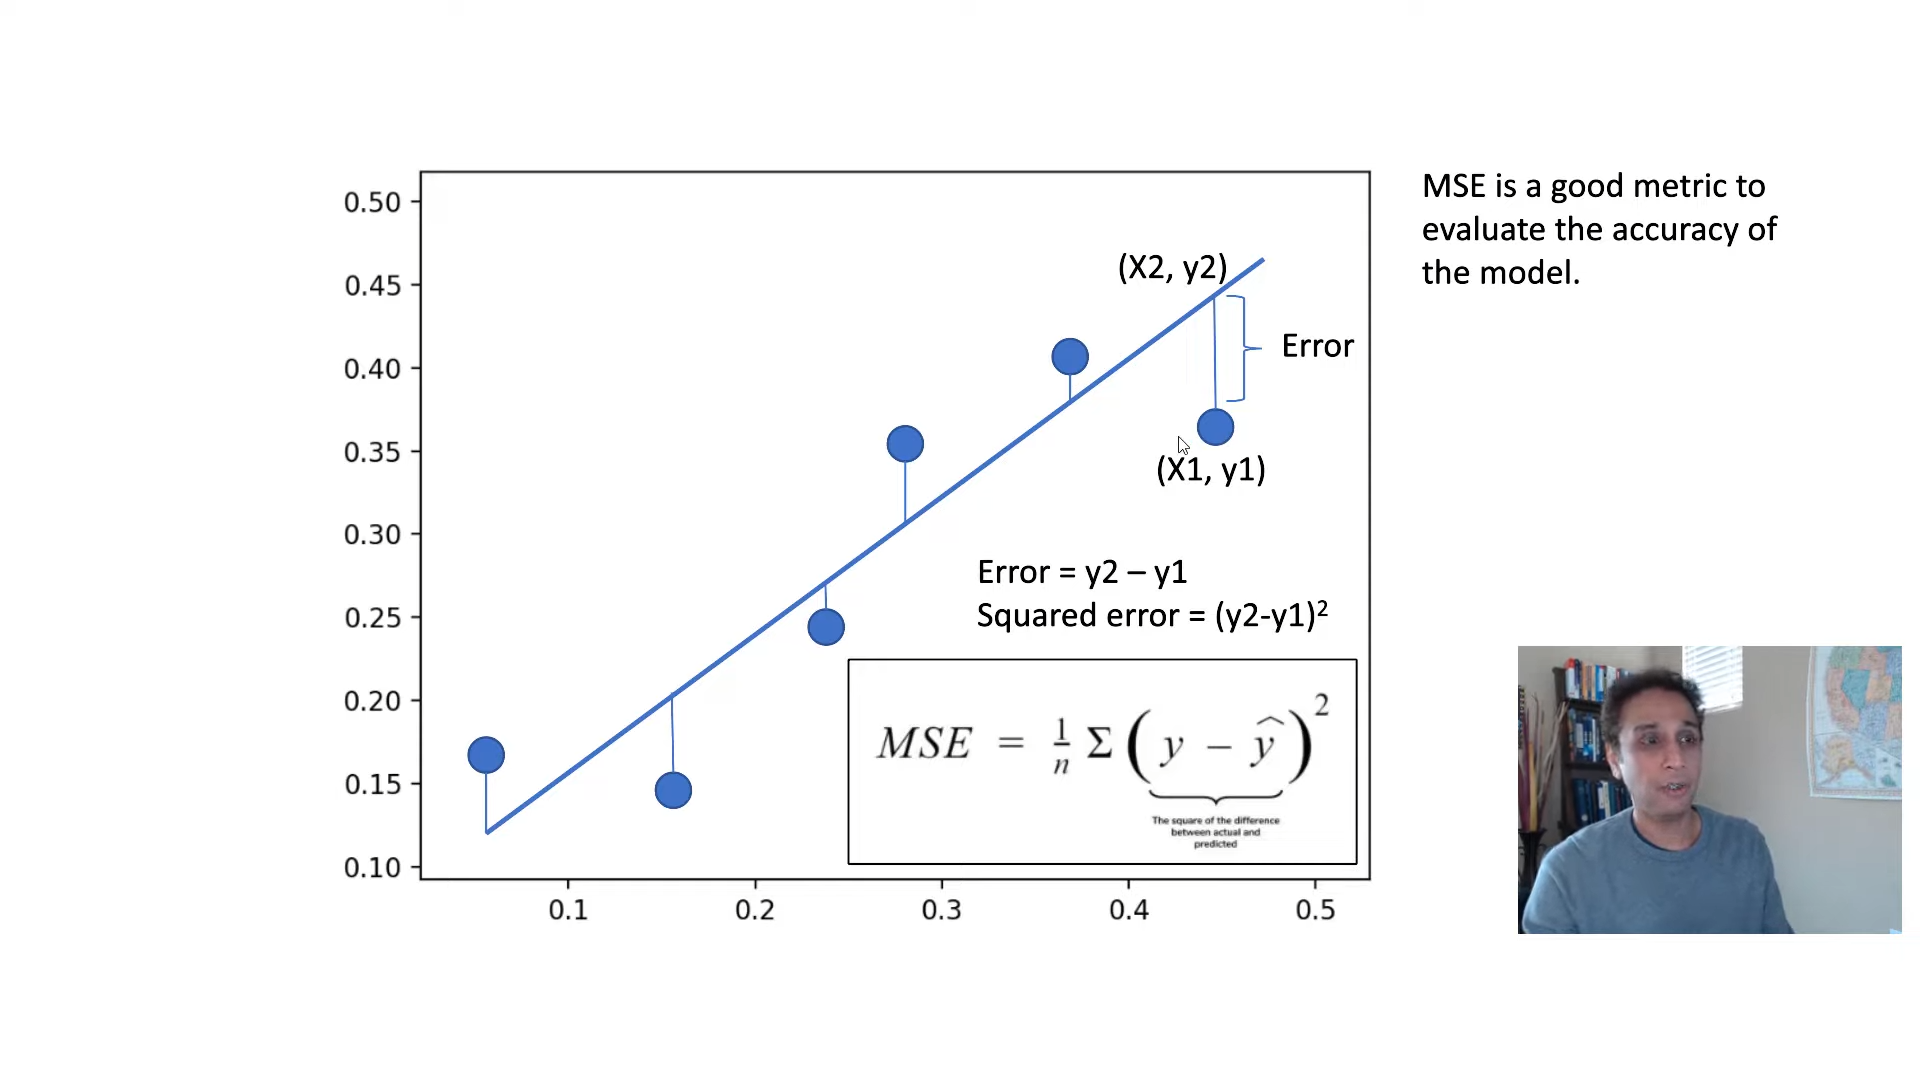 MSE is a good metric to
evaluate the accuracy of
the model.
0.50
0.45
0.40
0.35
0.30
0.25
0.20
0.15
0.10
0.1
0.2
0.3
0.4
0.5
(X2, y2)
Error
(X1, y1)
Error = y2 – y1
Squared error = (y2-y1)²
MSE = 1/n Σ (y – ŷ)²
The square of the difference
between actual and
predicted